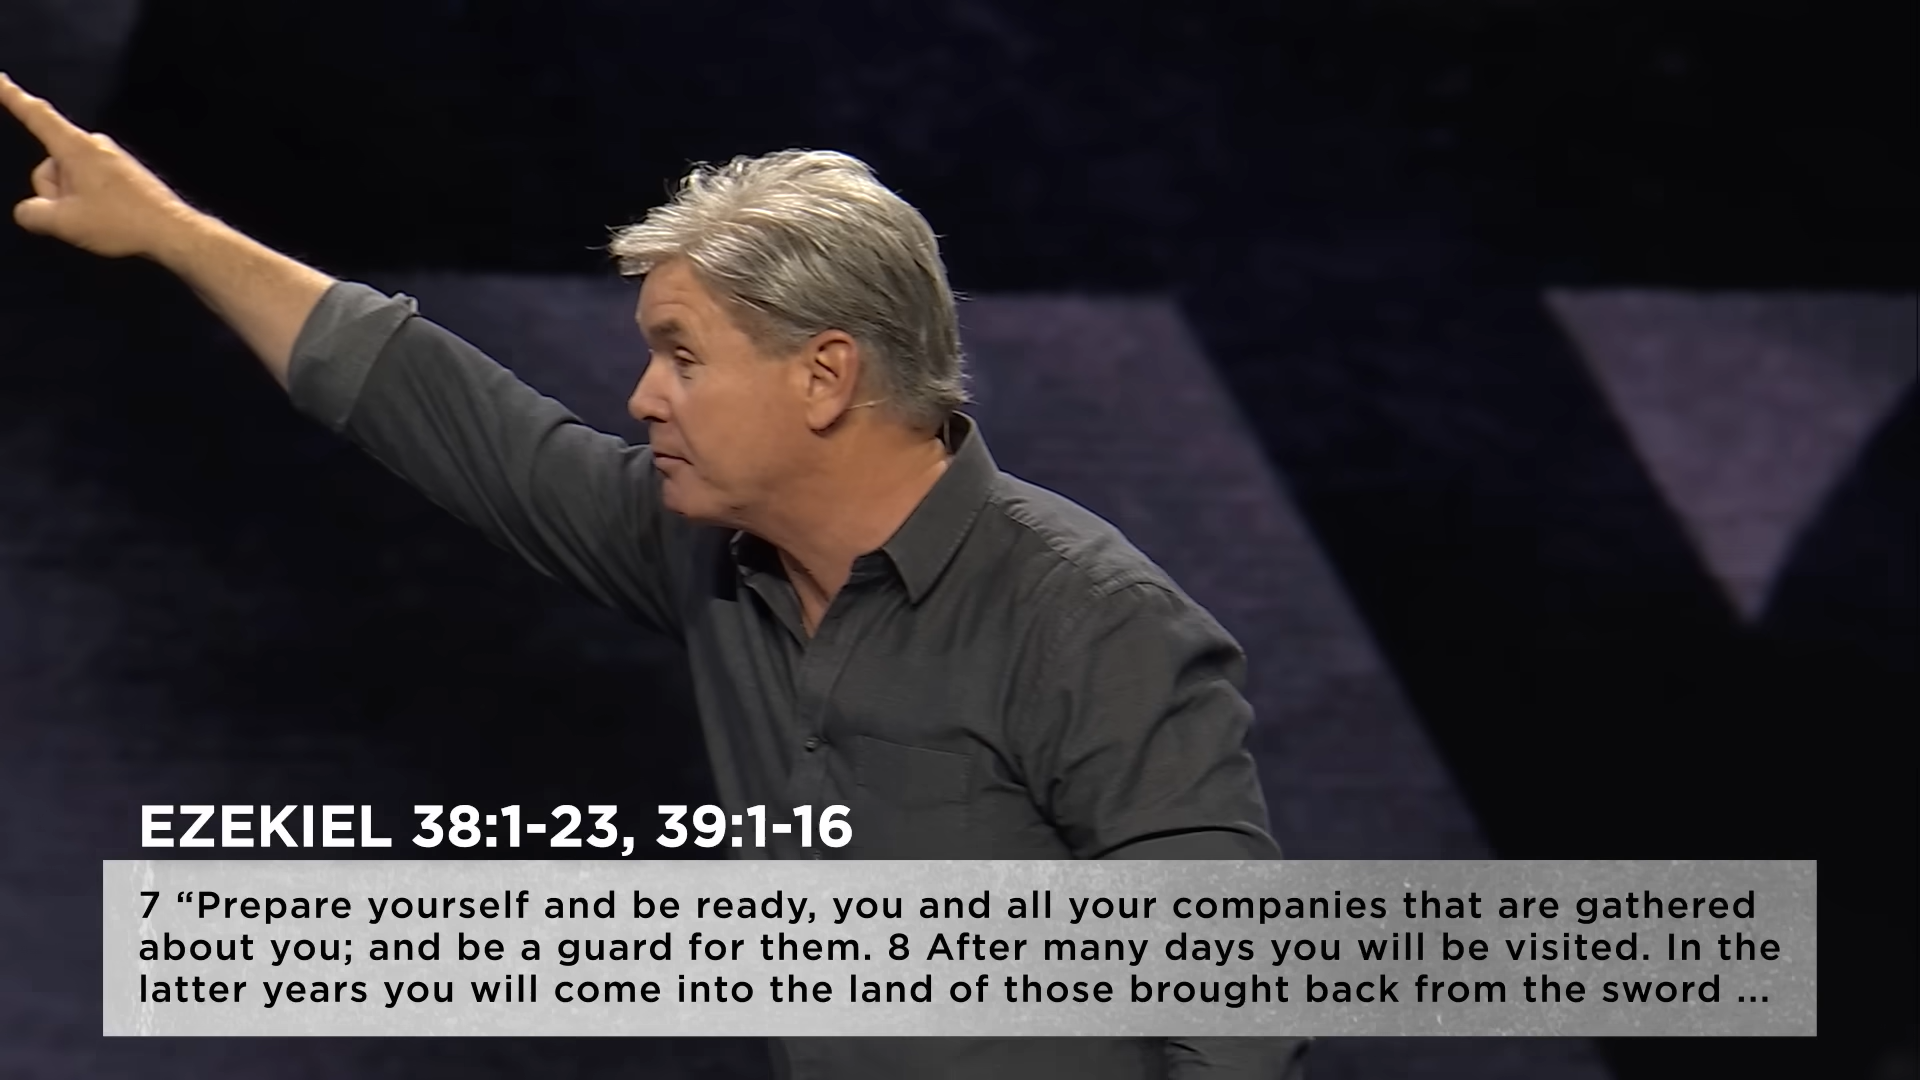 EZEKIEL 38:1-23, 39:1-16
7 “Prepare yourself and be ready, you and all your companies that are gathered
about you; and be a guard for them. 8 After many days you will be visited. In the
latter years you will come into the land of those brought back from the sword ...